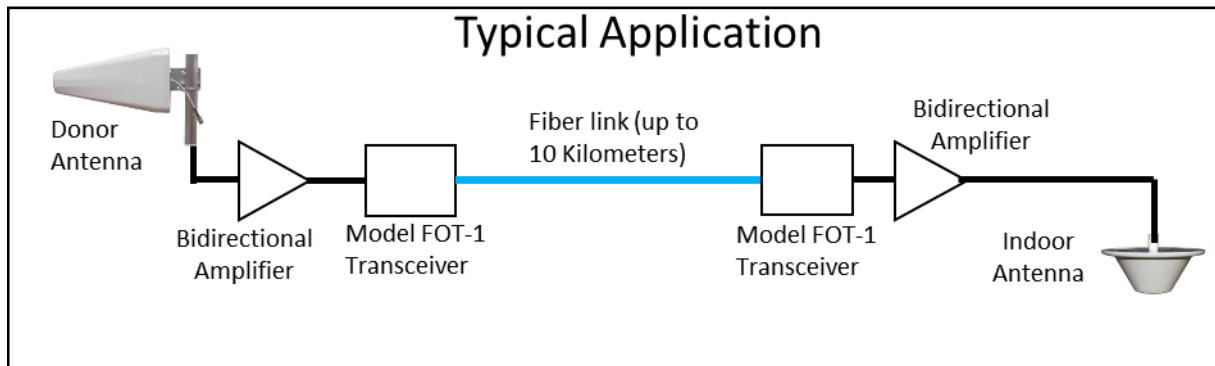 Typical Application
Donor
Antenna
Bidirectional
Amplifier
Model FOT-1
Transceiver
Fiber link (up to
10 Kilometers)
Model FOT-1
Transceiver
Bidirectional
Amplifier
Indoor
Antenna